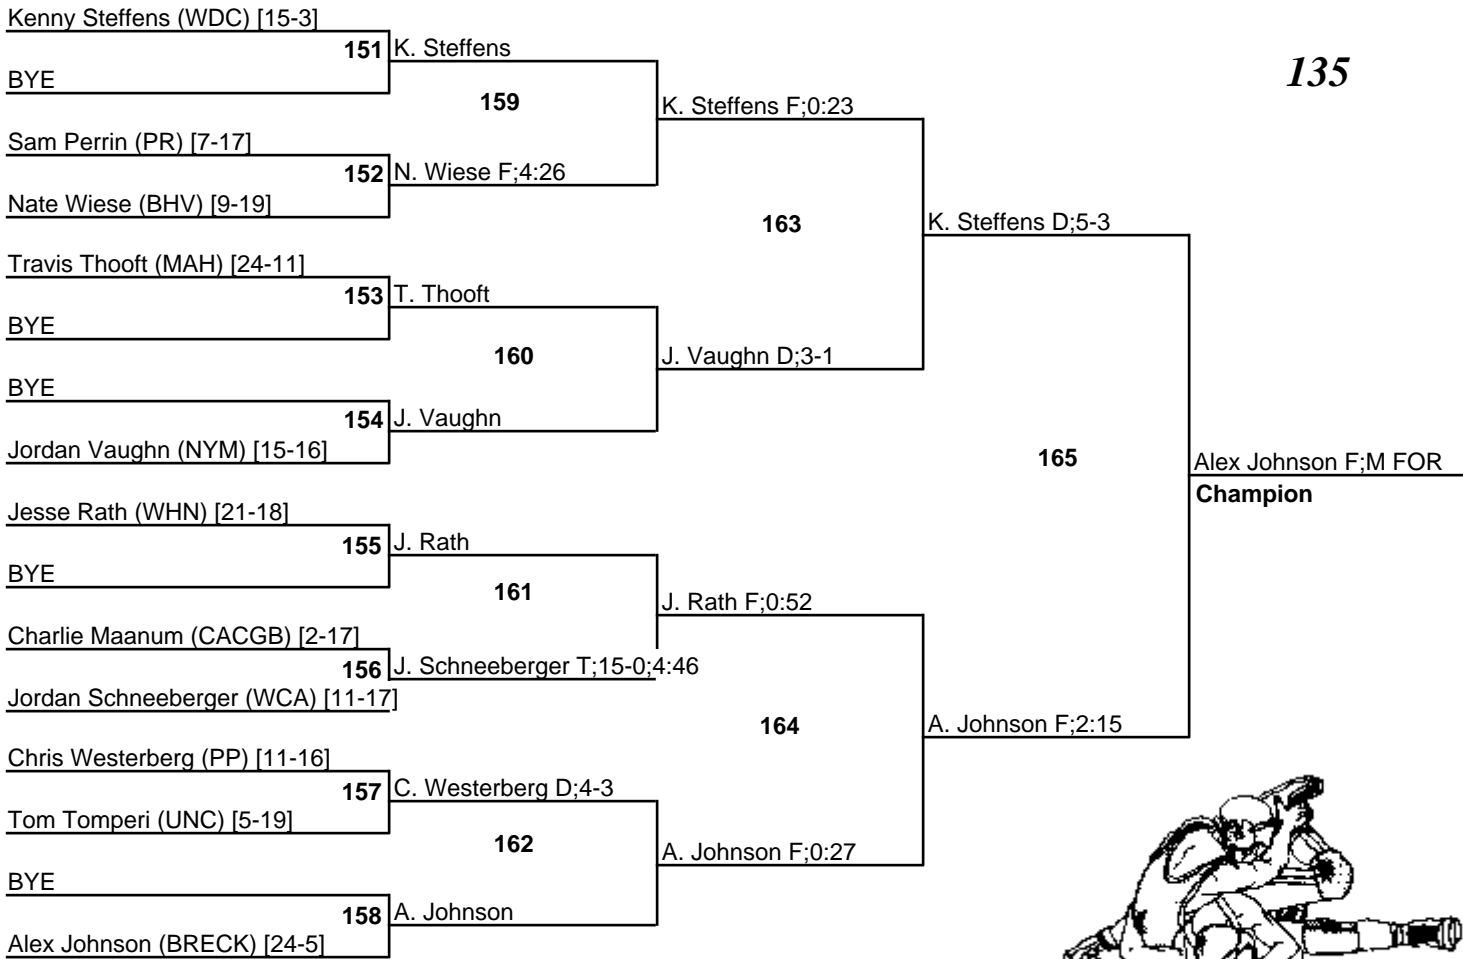 Kenny Steffens (WDC) [15-3]
151 K. Steffens
BYE
135
159
K. Steffens F;0:23
Sam Perrin (PR) [7-17]
152 N. Wiese F;4:26
Nate Wiese (BHV) [9-19]
163
K. Steffens D;5-3
Travis Thooft (MAH) [24-11]
153 T. Thooft
BYE
160
J. Vaughn D;3-1
BYE
154 J. Vaughn
Jordan Vaughn (NYM) [15-16]
165
Alex Johnson F;M FOR
Champion
Jesse Rath (WHN) [21-18]
155 J. Rath
BYE
161
J. Rath F;0:52
Charlie Maanum (CACGB) [2-17]
156 J. Schneeberger T;15-0;4:46
Jordan Schneeberger (WCA) [11-17]
164
A. Johnson F;2:15
Chris Westerberg (PP) [11-16]
157 C. Westerberg D;4-3
Tom Tomperi (UNC) [5-19]
162
A. Johnson F;0:27
BYE
158 A. Johnson
Alex Johnson (BRECK) [24-5]